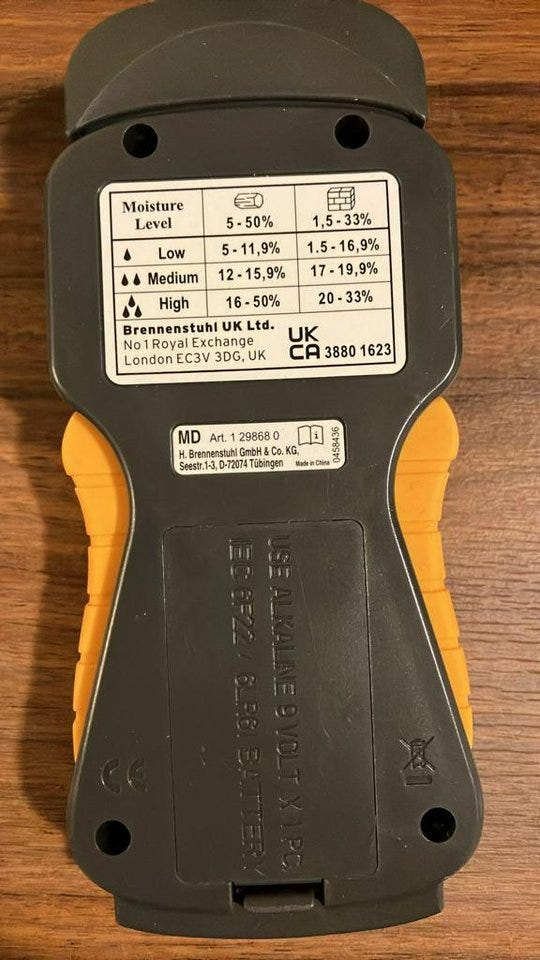 Moisture Level 5-50% 1,5-33%
Low 5-11,9% 1.5-16,9%
Medium 12-15,9% 17-19,9%
High 16-50% 20-33%
Brennenstuhl UK Ltd.
No 1 Royal Exchange
London EC3V 3DG, UK
UK
CA 3880 1623
MD Art. 1 29868 0
H. Brennenstuhl GmbH & Co. KG,
Seestr.1-3, D-72074 Tübingen Made in China
0458436
USE ALKALINE 9 VOLT X 1 PC.
IEC 6F22 / 6LR61 BATTERY
CE